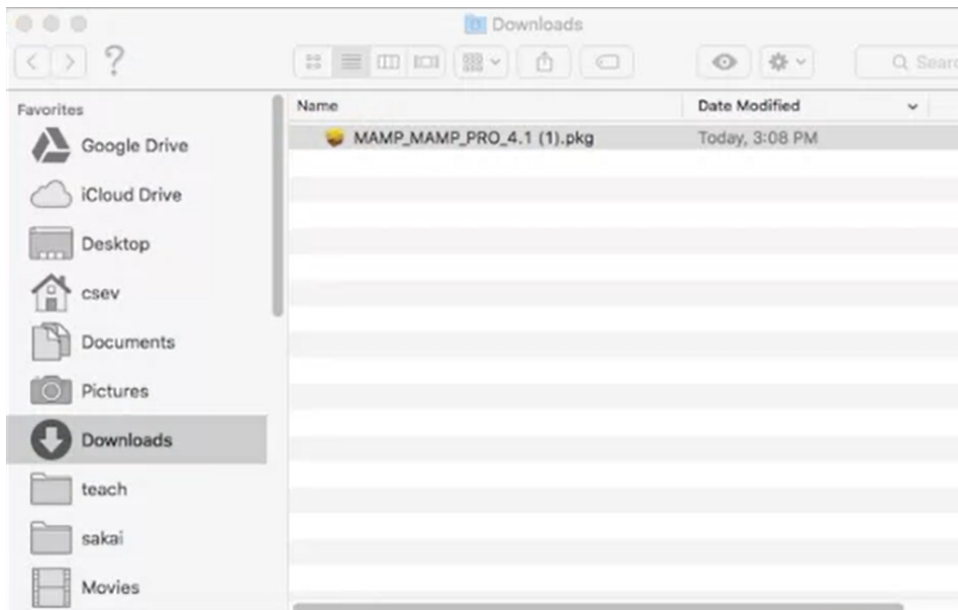 Downloads
Sear
Favorites
Google Drive
iCloud Drive
Desktop
csev
Documents
Pictures
Downloads
teach
sakai
Movies
Name
Date Modified
MAMP_MAMP_PRO_4.1 (1).pkg
Today, 3:08 PM